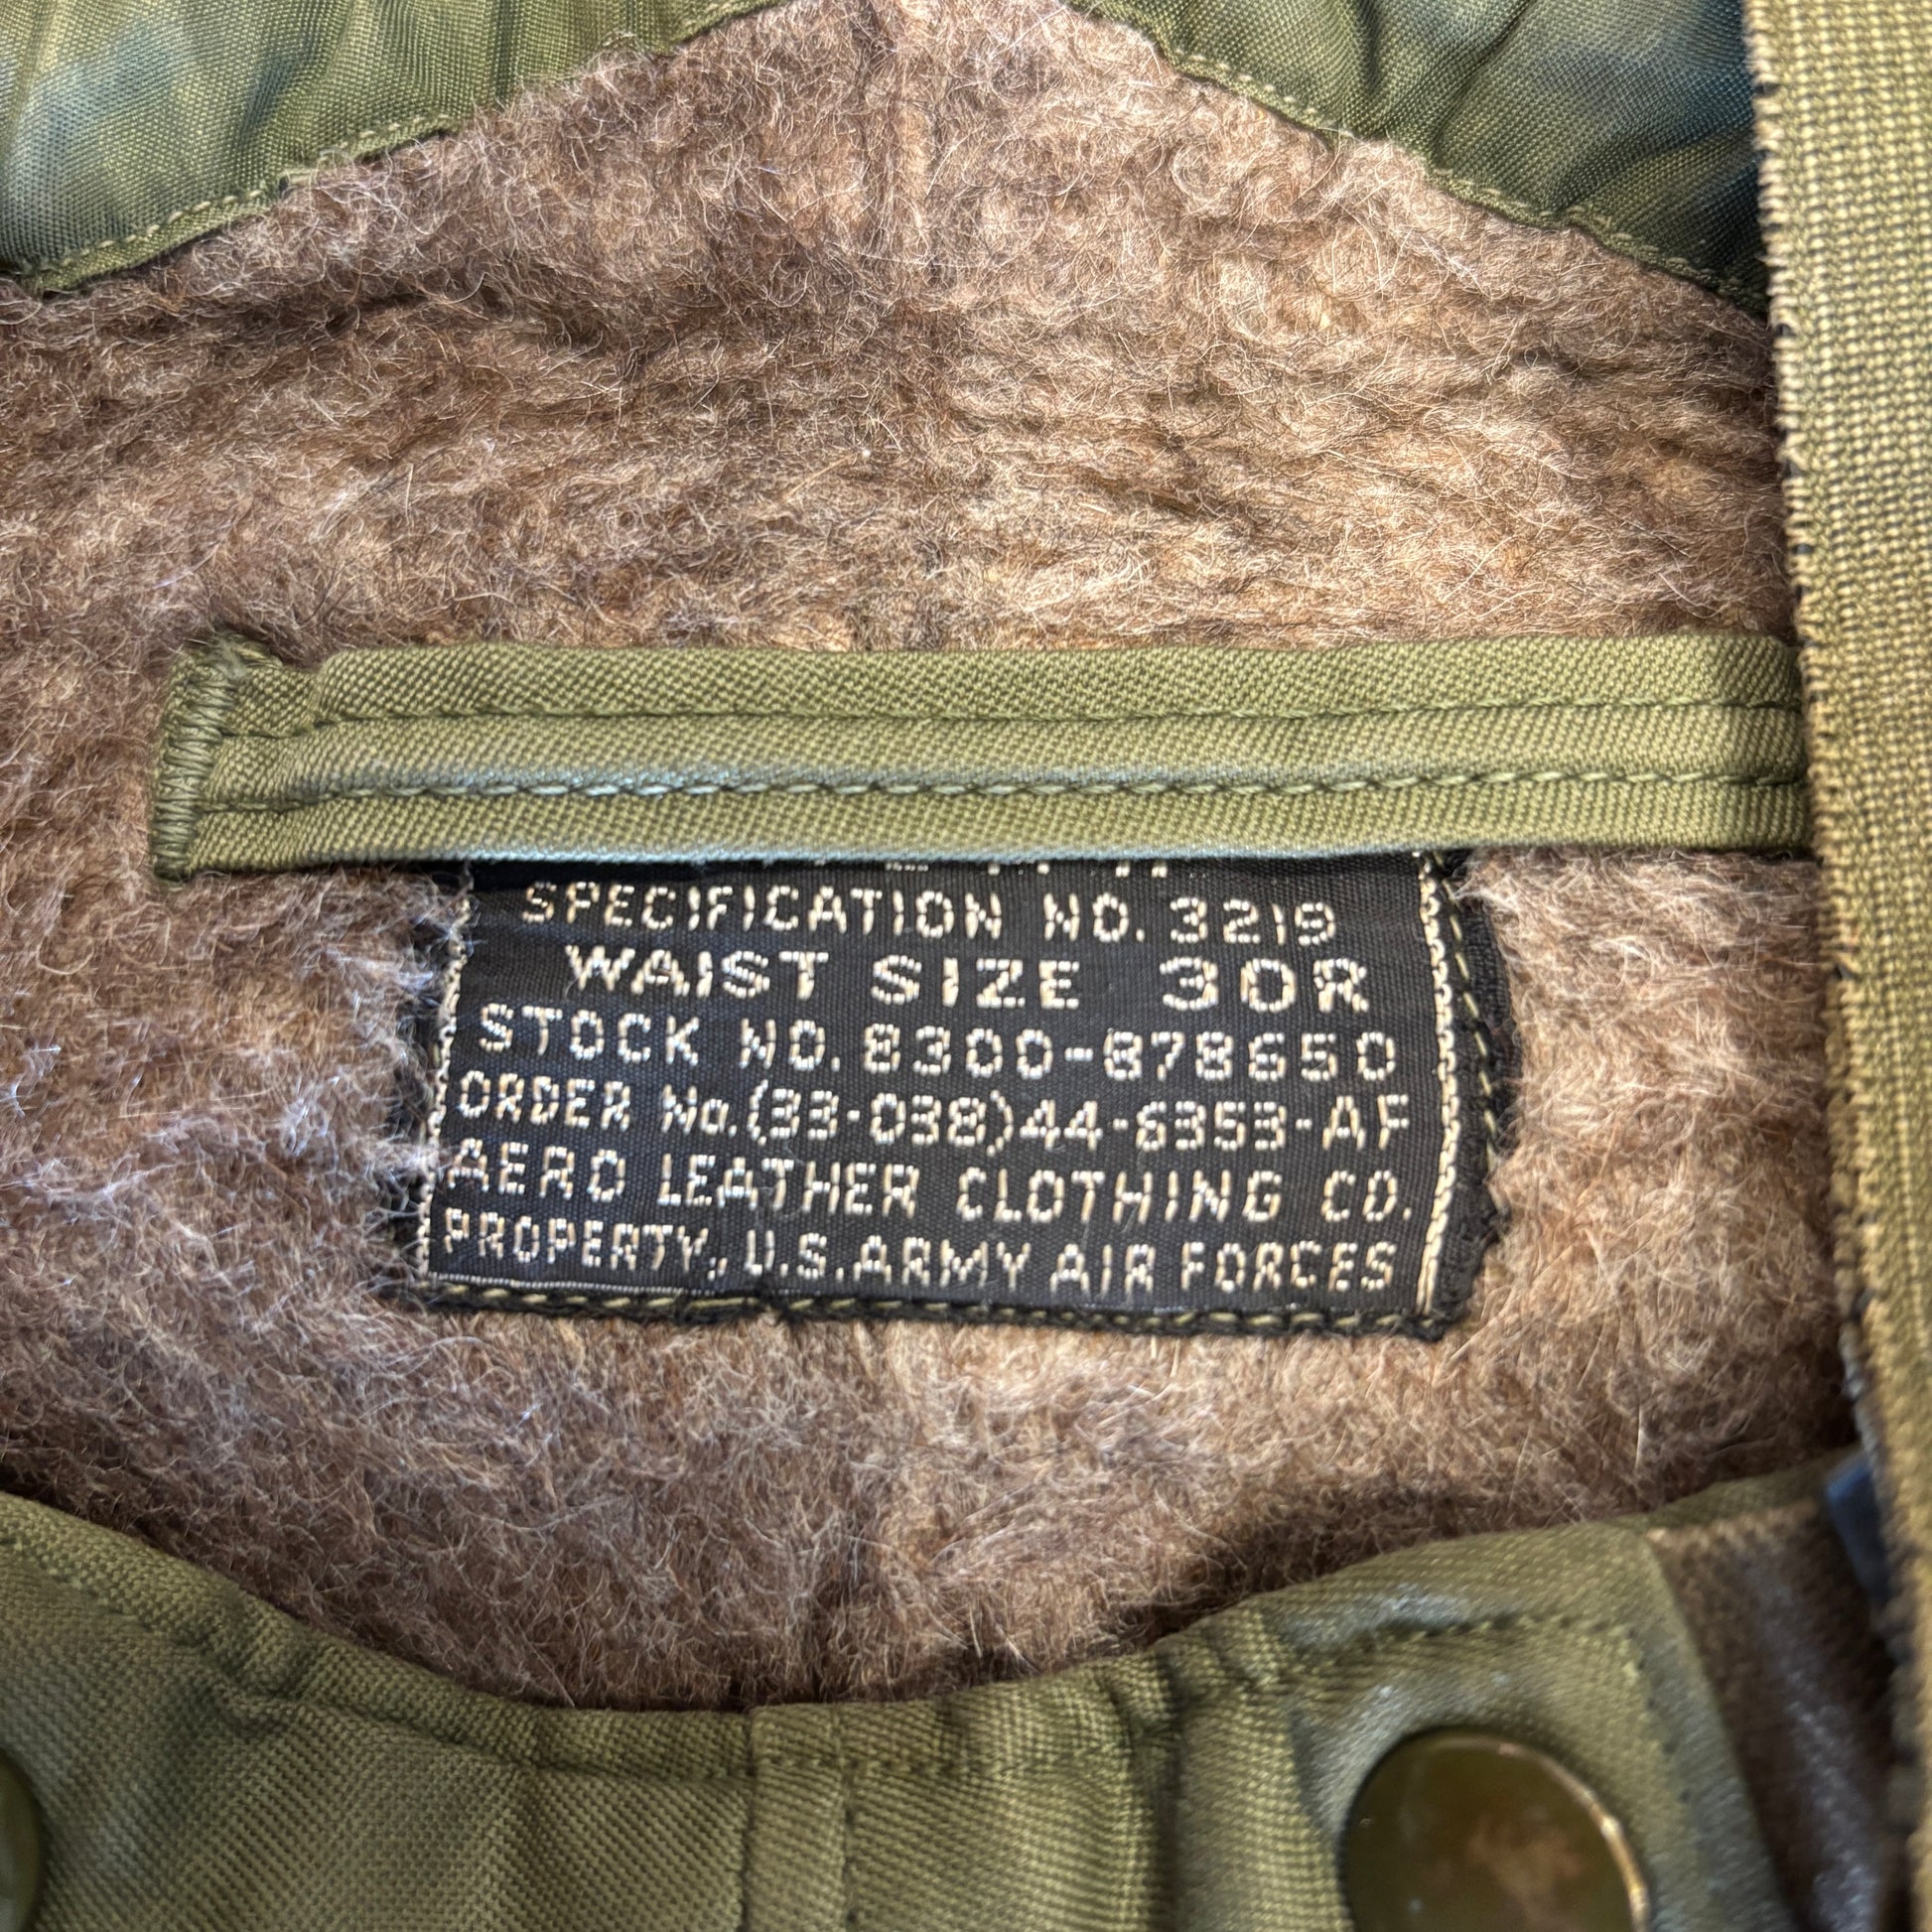 SPECIFICATION NO. 3219
WAIST SIZE 30R
STOCK NO. 8300-878650
ORDER No.(33-038)44-6353-AF
AERO LEATHER CLOTHING CO.
PROPERTY, U.S. ARMY AIR FORCES